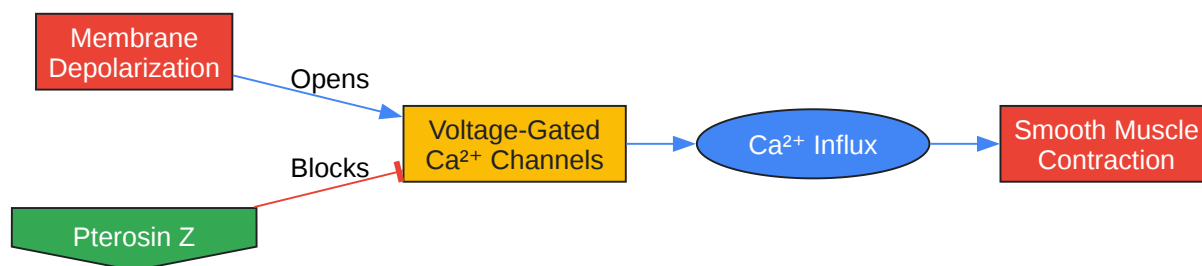 Membrane
Depolarization
Opens
Voltage-Gated
Ca²⁺ Channels
Ca²⁺ Influx
Smooth Muscle
Contraction
Blocks
Pterosin Z